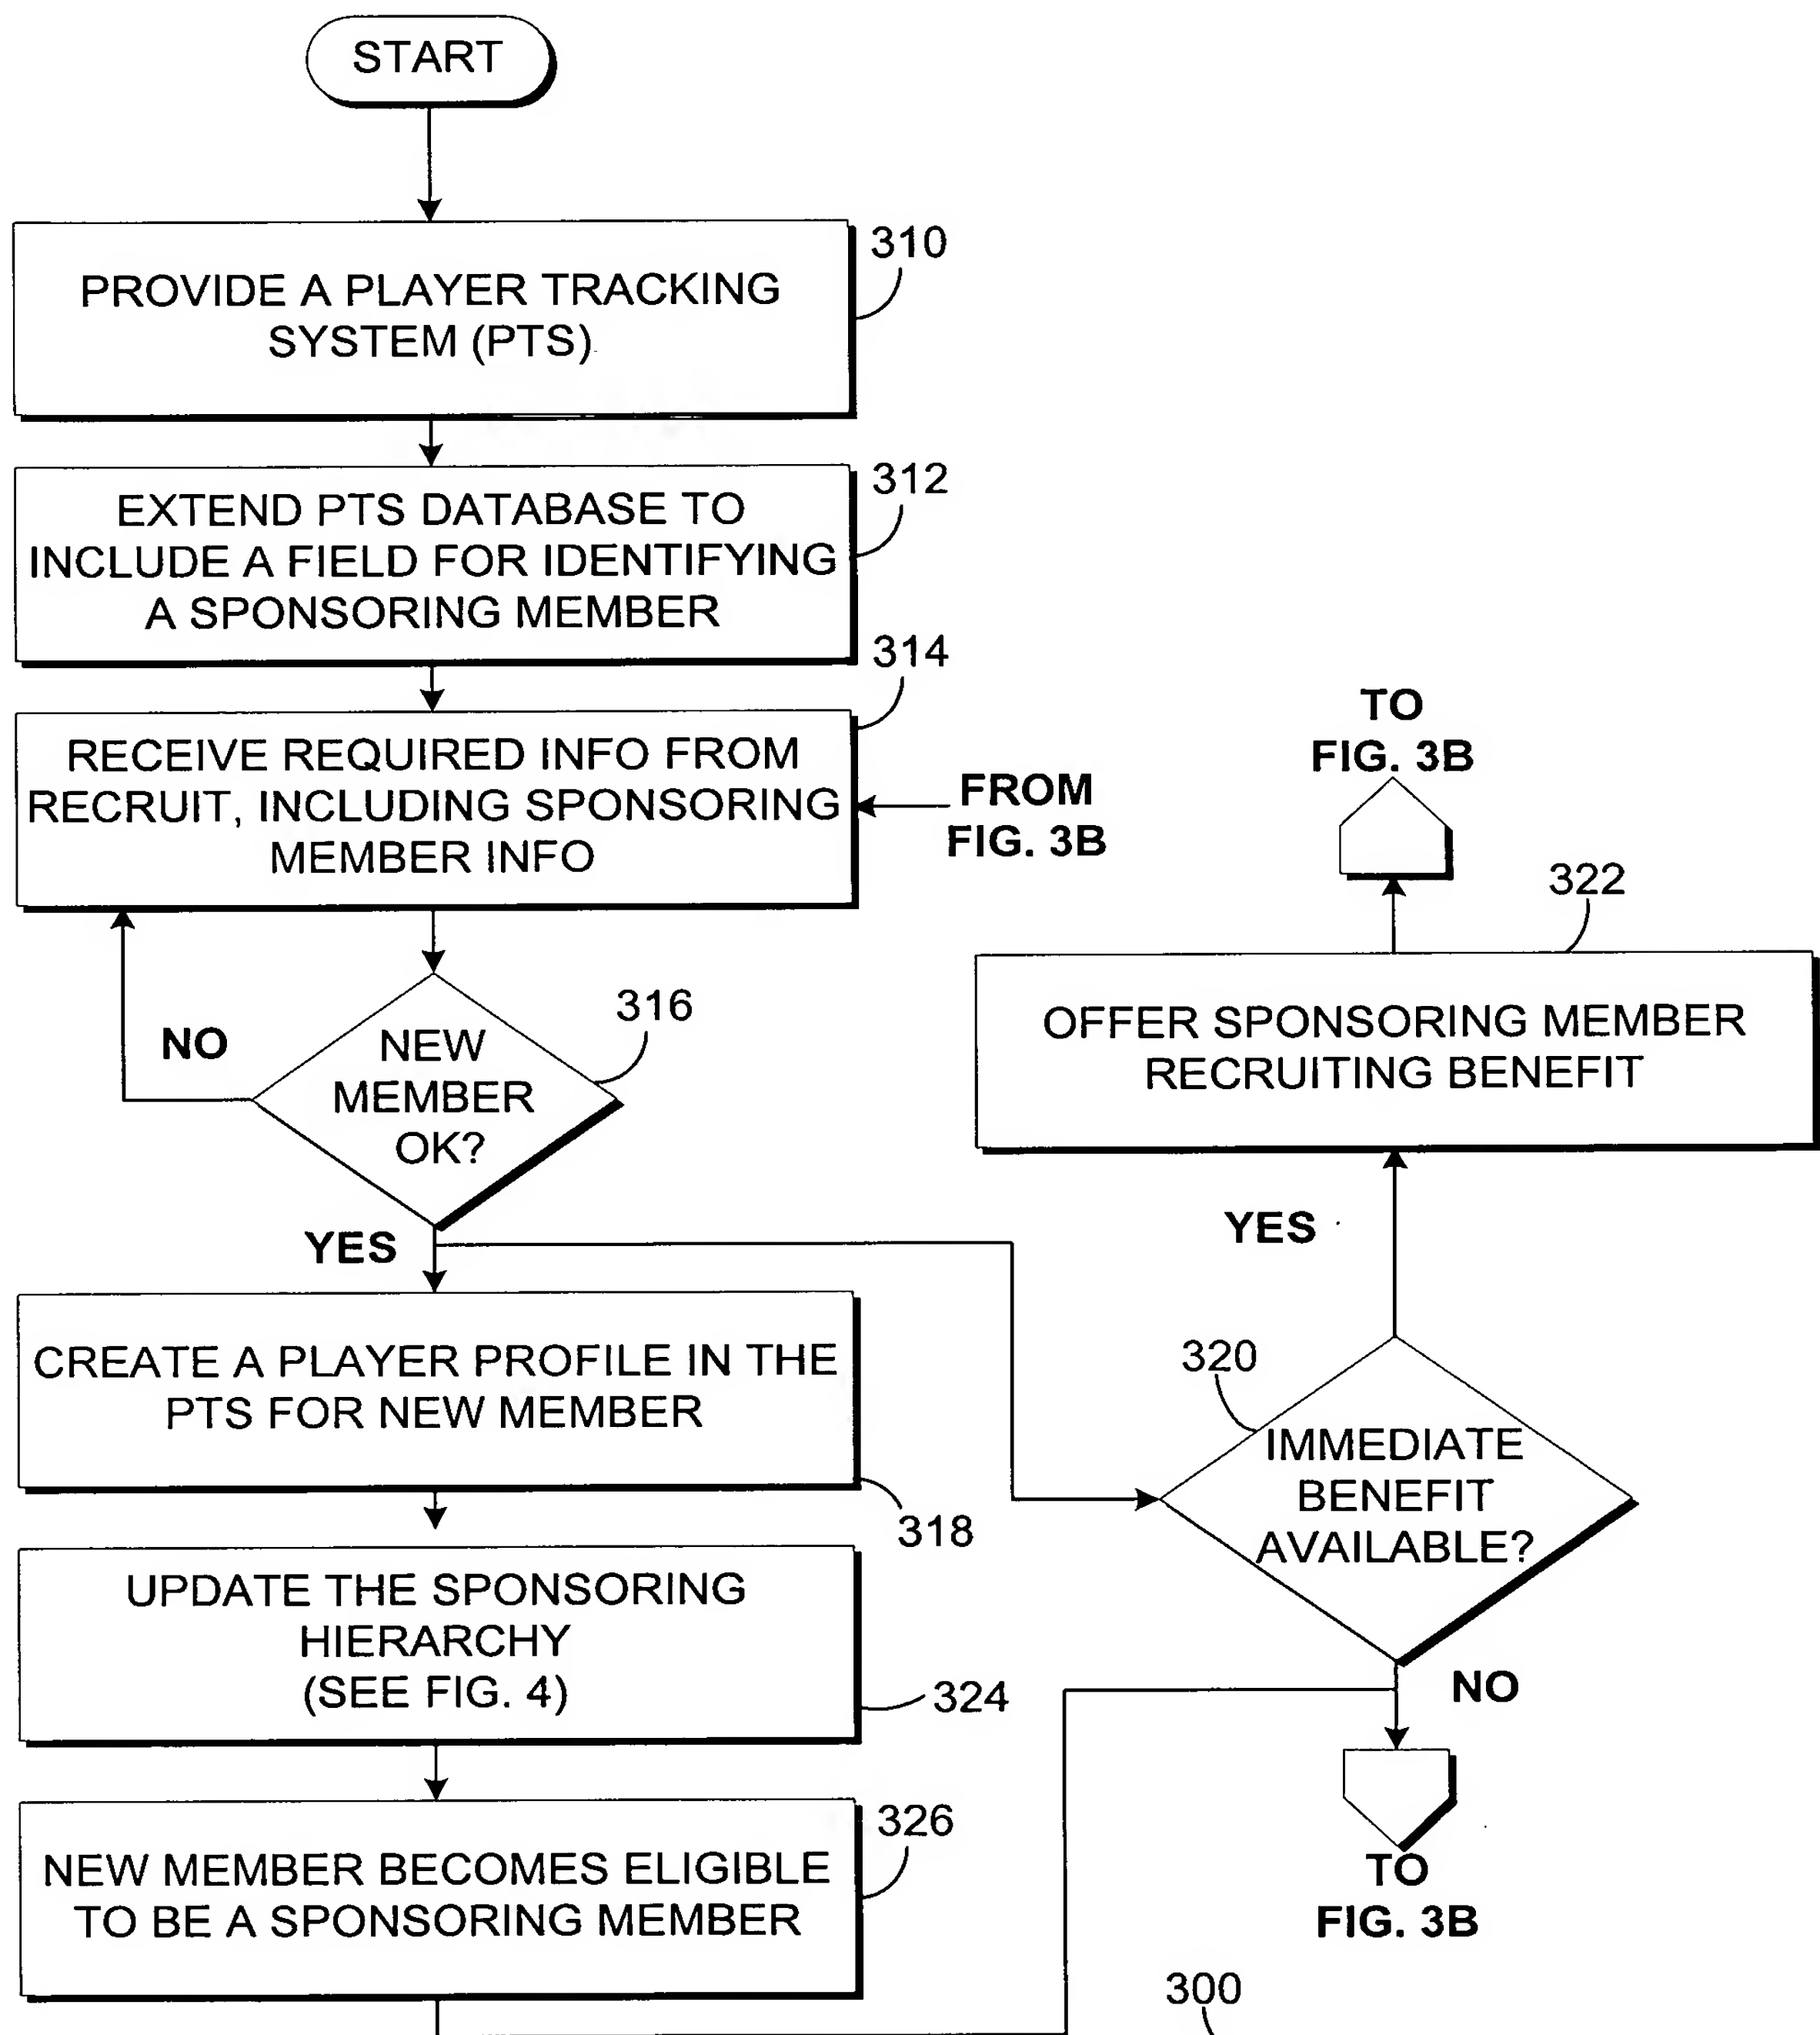 START
310
PROVIDE A PLAYER TRACKING
SYSTEM (PTS)
312
EXTEND PTS DATABASE TO
INCLUDE A FIELD FOR IDENTIFYING
A SPONSORING MEMBER
314
RECEIVE REQUIRED INFO FROM
RECRUIT, INCLUDING SPONSORING
MEMBER INFO
FROM
FIG. 3B
316
NO
NEW
MEMBER
OK?
YES
CREATE A PLAYER PROFILE IN THE
PTS FOR NEW MEMBER
318
UPDATE THE SPONSORING
HIERARCHY
(SEE FIG. 4)
324
326
NEW MEMBER BECOMES ELIGIBLE
TO BE A SPONSORING MEMBER
TO
FIG. 3B
322
OFFER SPONSORING MEMBER
RECRUITING BENEFIT
YES
320
IMMEDIATE
BENEFIT
AVAILABLE?
NO
TO
FIG. 3B
300